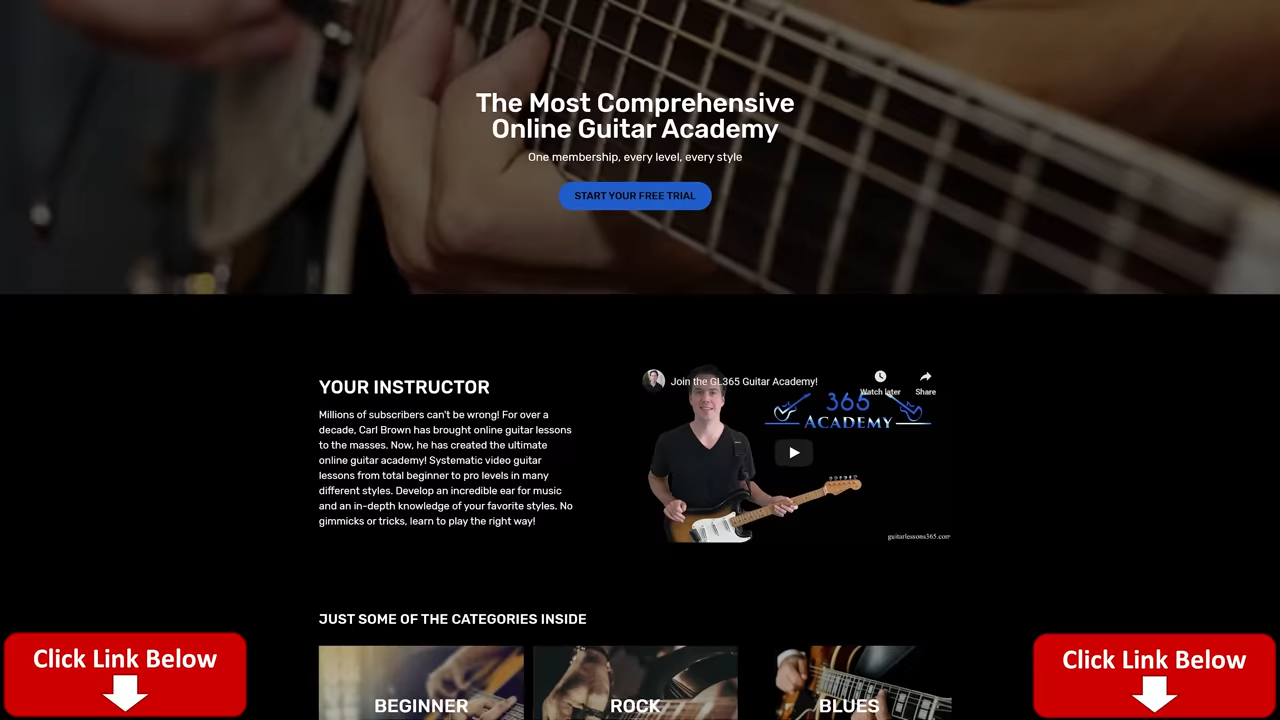 The Most Comprehensive
Online Guitar Academy
One membership, every level, every style
START YOUR FREE TRIAL
YOUR INSTRUCTOR
Millions of subscribers can't be wrong! For over a
decade, Carl Brown has brought online guitar lessons
to the masses. Now, he has created the ultimate
online guitar academy! Systematic video guitar
lessons from total beginner to pro levels in many
different styles. Develop an incredible ear for music
and an in-depth knowledge of your favorite styles. No
gimmicks or tricks, learn to play the right way!
Join the GL365 Guitar Academy!
Watch later
Share
365
ACADEMY
guitarlessons365.com
JUST SOME OF THE CATEGORIES INSIDE
BEGINNER
ROCK
BLUES
Click Link Below
Click Link Below